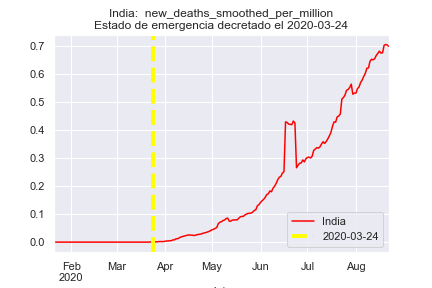 India:  new_deaths_smoothed_per_million
Estado de emergencia decretado el 2020-03-24
0.7
0.6
0.5
0.4
0.3
0.2
0.1
0.0
India
2020-03-24
Feb Mar Apr May Jun Jul Aug
2020